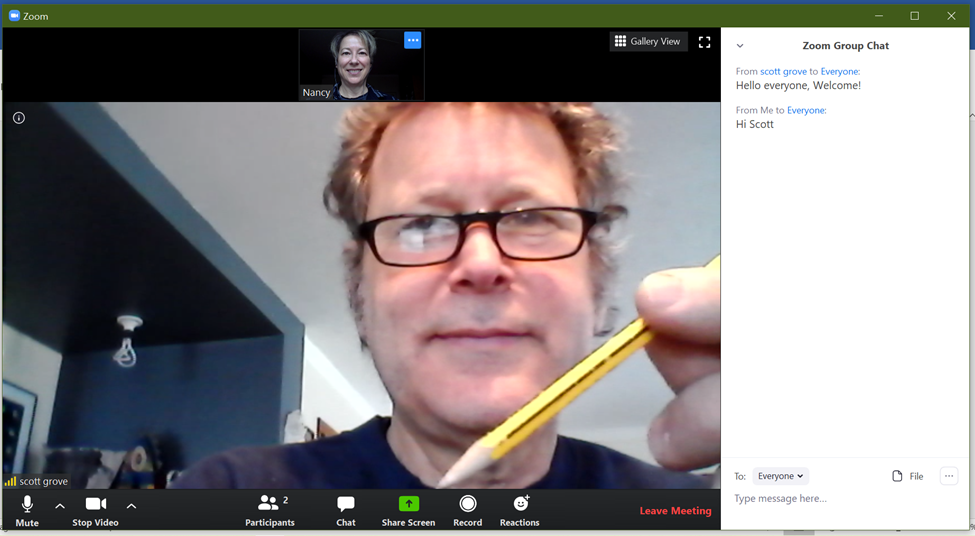 Zoom
Nancy
Gallery View
Zoom Group Chat
From scott grove to Everyone:
Hello everyone, Welcome!
From Me to Everyone:
Hi Scott
scott grove
To: Everyone
File
Type message here...
Mute
Stop Video
Participants
2
Chat
Share Screen
Record
Reactions
Leave Meeting